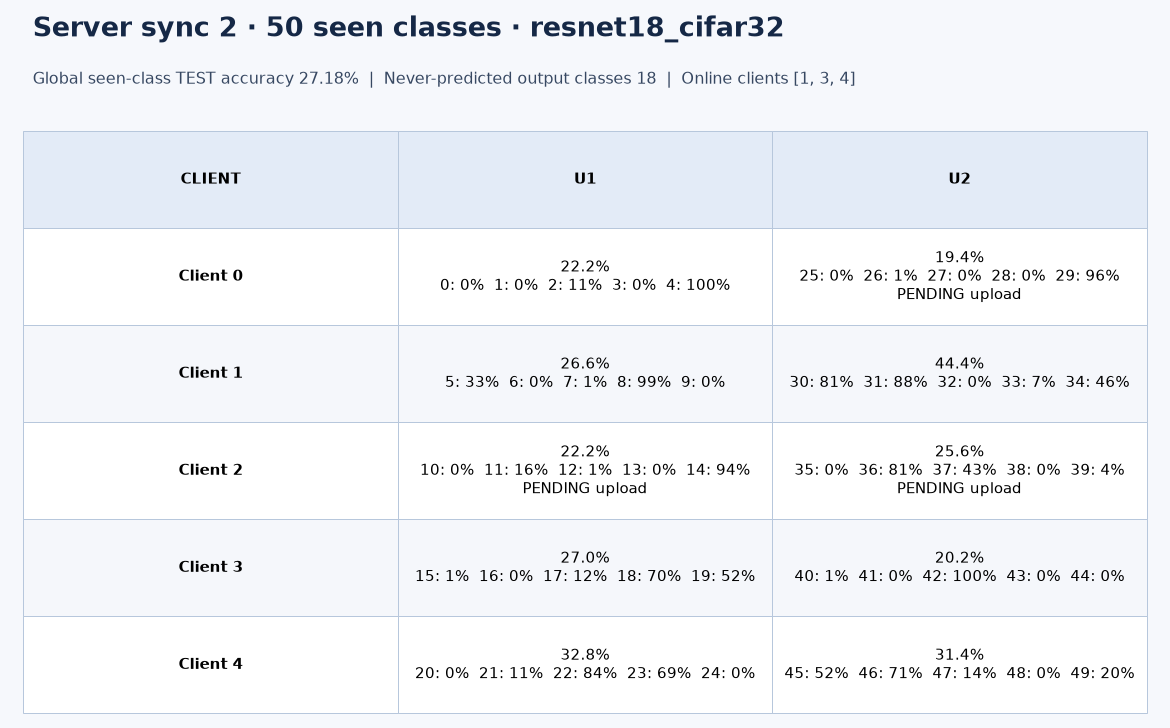 Server sync 2 · 50 seen classes · resnet18_cifar32
Global seen-class TEST accuracy 27.18% | Never-predicted output classes 18 | Online clients [1, 3, 4]
CLIENT U1 U2
Client 0
22.2%
0: 0% 1: 0% 2: 11% 3: 0% 4: 100%
19.4%
25: 0% 26: 1% 27: 0% 28: 0% 29: 96%
PENDING upload
Client 1
26.6%
5: 33% 6: 0% 7: 1% 8: 99% 9: 0%
44.4%
30: 81% 31: 88% 32: 0% 33: 7% 34: 46%
Client 2
22.2%
10: 0% 11: 16% 12: 1% 13: 0% 14: 94%
PENDING upload
25.6%
35: 0% 36: 81% 37: 43% 38: 0% 39: 4%
PENDING upload
Client 3
27.0%
15: 1% 16: 0% 17: 12% 18: 70% 19: 52%
20.2%
40: 1% 41: 0% 42: 100% 43: 0% 44: 0%
Client 4
32.8%
20: 0% 21: 11% 22: 84% 23: 69% 24: 0%
31.4%
45: 52% 46: 71% 47: 14% 48: 0% 49: 20%